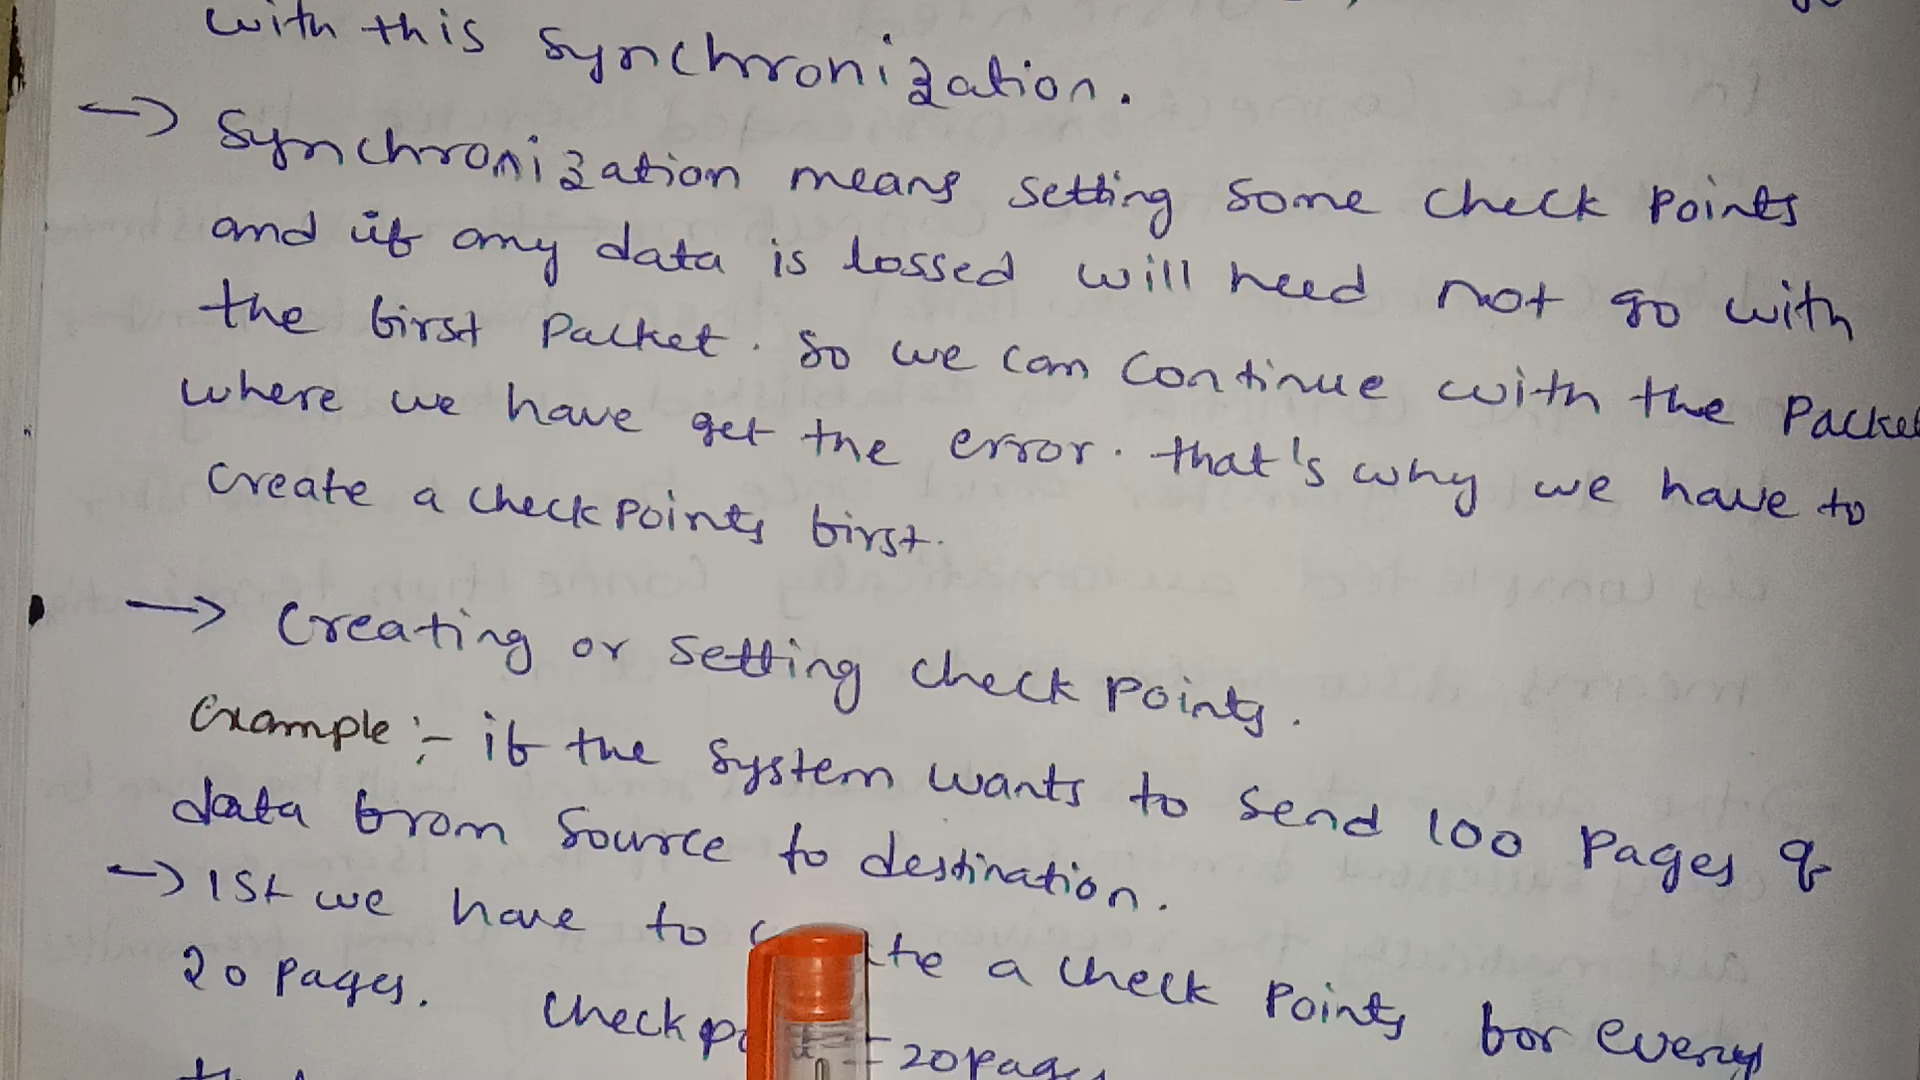 with this synchronization.
→ Synchronization means setting some check points
and if any data is lossed will need not go with
the first packet. So we can continue with the packet
where we have get the error. that's why we have to
create a checkpoints first.
→ Creating or setting check points.
Example :- if the system wants to send 100 pages of
data from source to destination.
→ 1st we have to a check points for every
20 pages. check = 20 pages